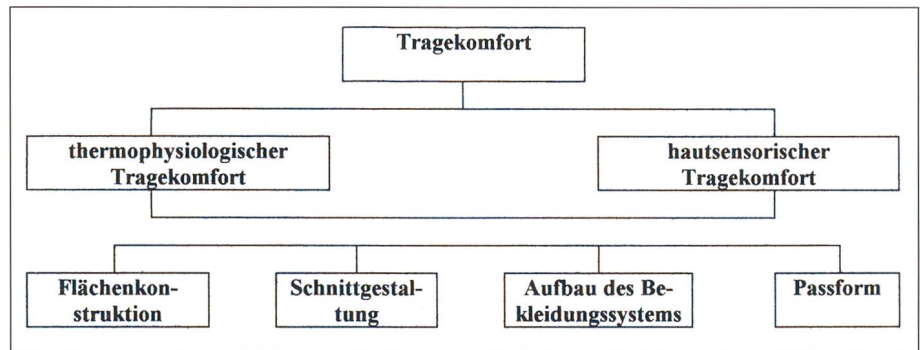 Tragekomfort
thermophysiologischer
Tragekomfort
hautsensorischer
Tragekomfort
Flächenkon-
struktion
Schnittgestal-
tung
Aufbau des Be-
kleidungssystems
Passform